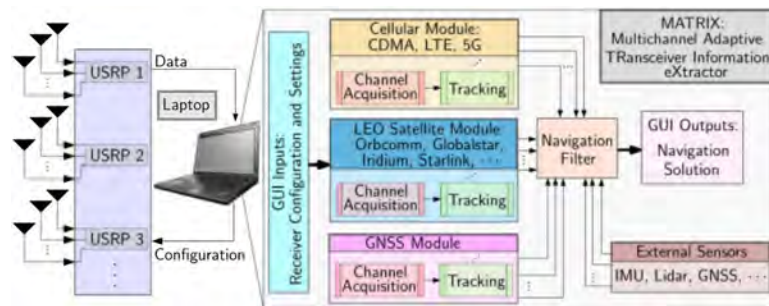 USRP 1
USRP 2
USRP 3
Data
Laptop
Configuration
GUI Inputs:
Receiver Configuration and Settings
Cellular Module:
CDMA, LTE, 5G
Channel
Acquisition
Tracking
LEO Satellite Module
Orbcomm, Globalstar,
Iridium, Starlink, ...
Channel
Acquisition
Tracking
GNSS Module
Channel
Acquisition
Tracking
Navigation
Filter
MATRIX:
Multichannel Adaptive
TRansceiver Information
eXtractor
GUI Outputs:
Navigation
Solution
External Sensors
IMU, Lidar, GNSS, ...